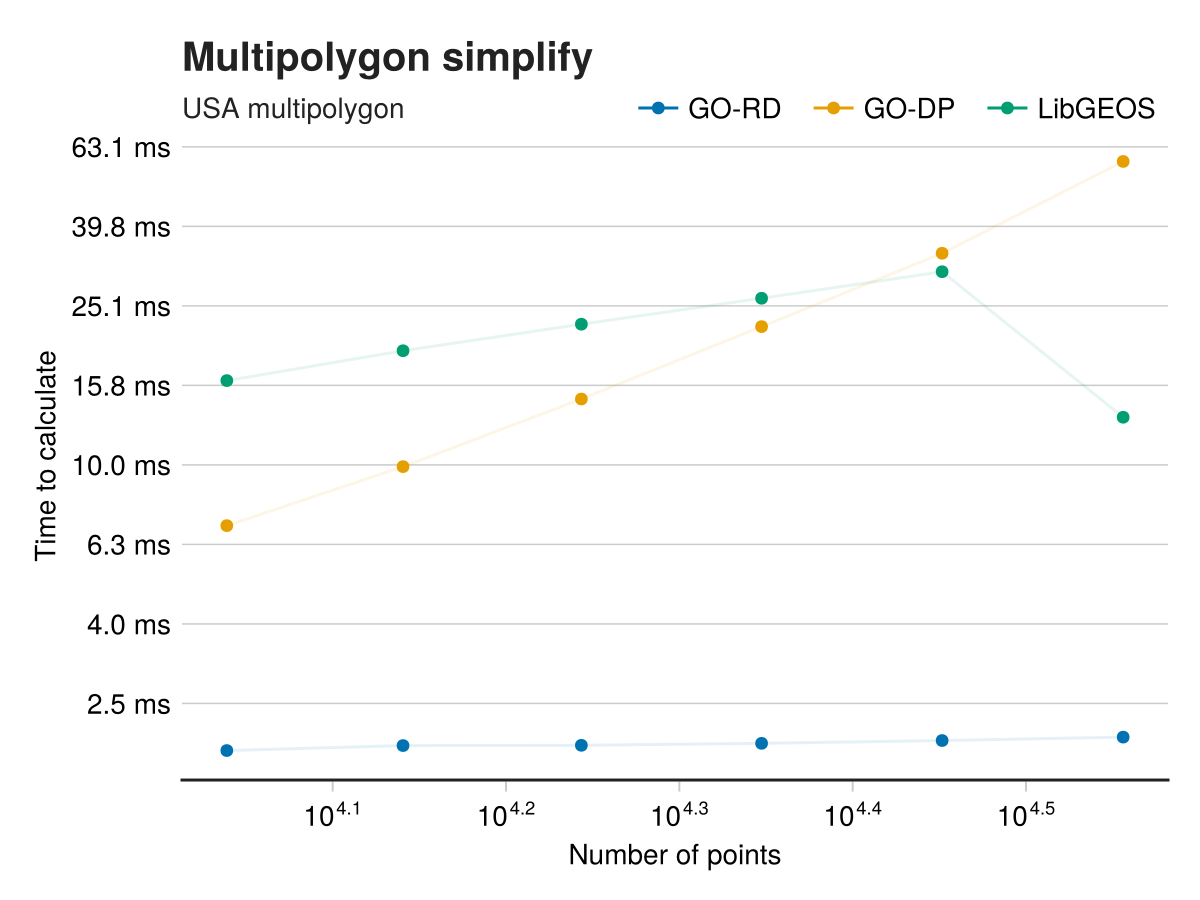 Multipolygon simplify
USA multipolygon
GO-RD GO-DP LibGEOS
63.1 ms
39.8 ms
25.1 ms
15.8 ms
10.0 ms
6.3 ms
4.0 ms
2.5 ms
Time to calculate
10^4.1 10^4.2 10^4.3 10^4.4 10^4.5
Number of points